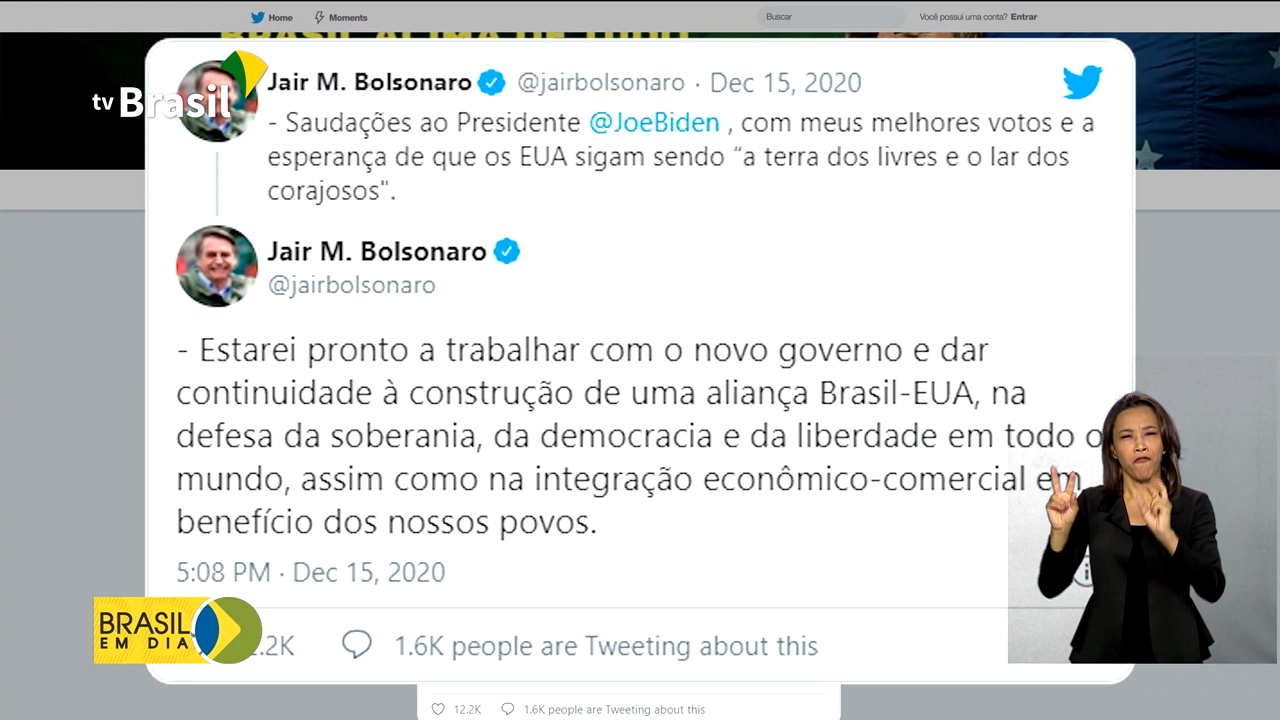 Home Moments Buscar Você possui uma conta? Entrar
BRASIL ACIMA DE TUDO
tv Brasil
Jair M. Bolsonaro @jairbolsonaro · Dec 15, 2020
- Saudações ao Presidente @JoeBiden , com meus melhores votos e a
esperança de que os EUA sigam sendo “a terra dos livres e o lar dos
corajosos".
Jair M. Bolsonaro
@jairbolsonaro
- Estarei pronto a trabalhar com o novo governo e dar
continuidade à construção de uma aliança Brasil-EUA, na
defesa da soberania, da democracia e da liberdade em todo o
mundo, assim como na integração econômico-comercial em
benefício dos nossos povos.
5:08 PM · Dec 15, 2020
BRASIL
EM DIA
.2K 1.6K people are Tweeting about this
12.2K 1.6K people are Tweeting about this